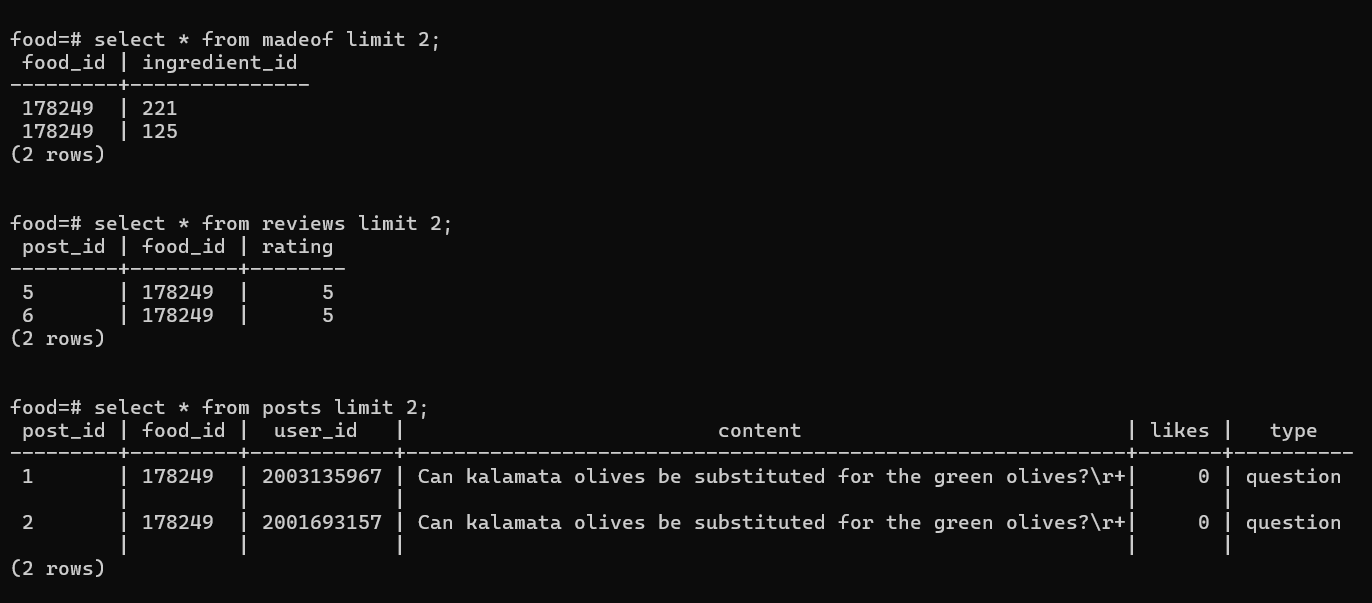 food=# select * from madeof limit 2;
 food_id | ingredient_id
---------+---------------
 178249  | 221
 178249  | 125
(2 rows)
food=# select * from reviews limit 2;
 post_id | food_id | rating
---------+---------+--------
 5       | 178249  |      5
 6       | 178249  |      5
(2 rows)
food=# select * from posts limit 2;
 post_id | food_id |  user_id   |                          content                           | likes |   type
---------+---------+------------+------------------------------------------------------------+-------+----------
 1       | 178249  | 2003135967 | Can kalamata olives be substituted for the green olives?\r+|     0 | question
         |         |            |                                                            |       |
 2       | 178249  | 2001693157 | Can kalamata olives be substituted for the green olives?\r+|     0 | question
         |         |            |                                                            |       |
(2 rows)